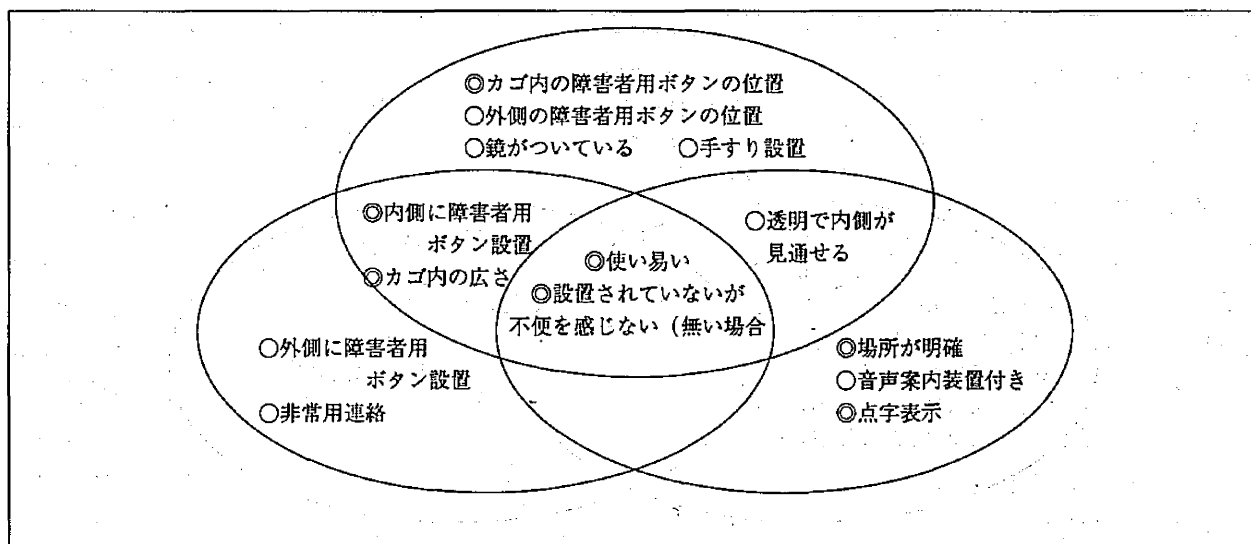 ◎カゴ内の障害者用ボタンの位置
○外側の障害者用ボタンの位置
○鏡がついている　○手すり設置
◎内側に障害者用
ボタン設置
◎カゴ内の広さ
○透明で内側が
見通せる
◎使い易い
◎設置されていないが
不便を感じない（無い場合
○外側に障害者用
ボタン設置
○非常用連絡
◎場所が明確
○音声案内装置付き
◎点字表示